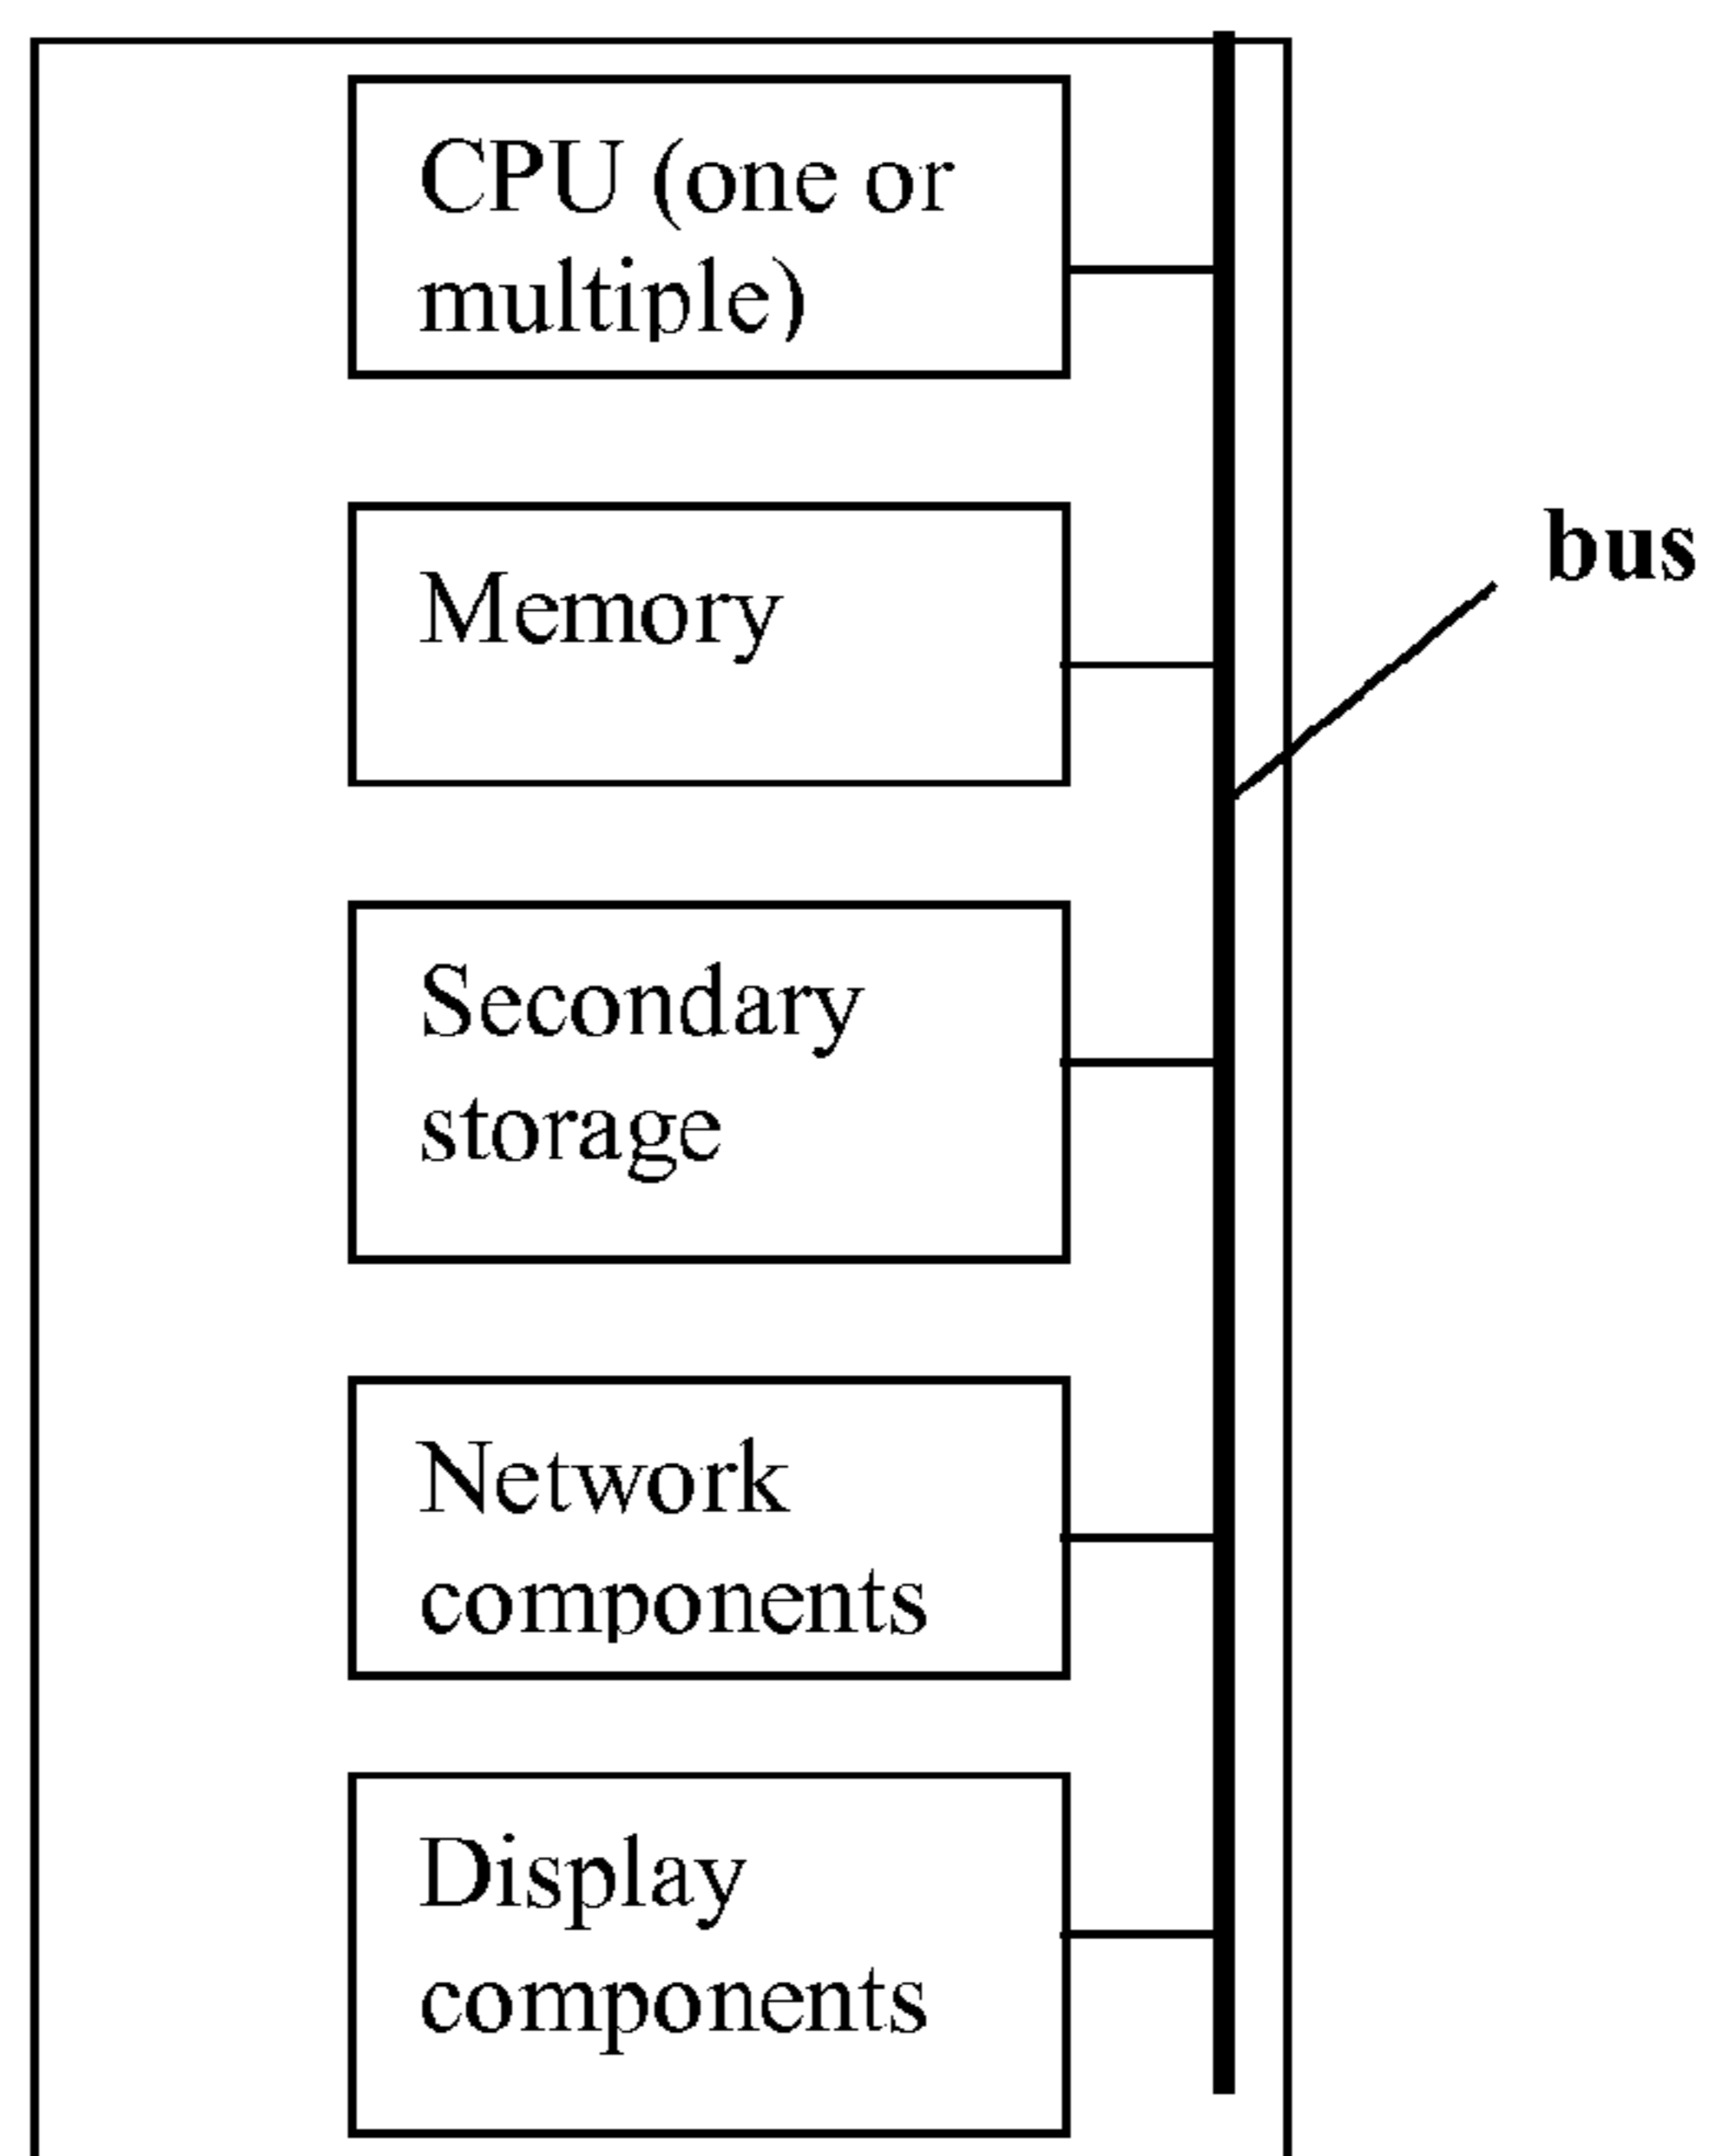 CPU (one or
multiple)
Memory
bus
Secondary
storage
Network
components
Display
components